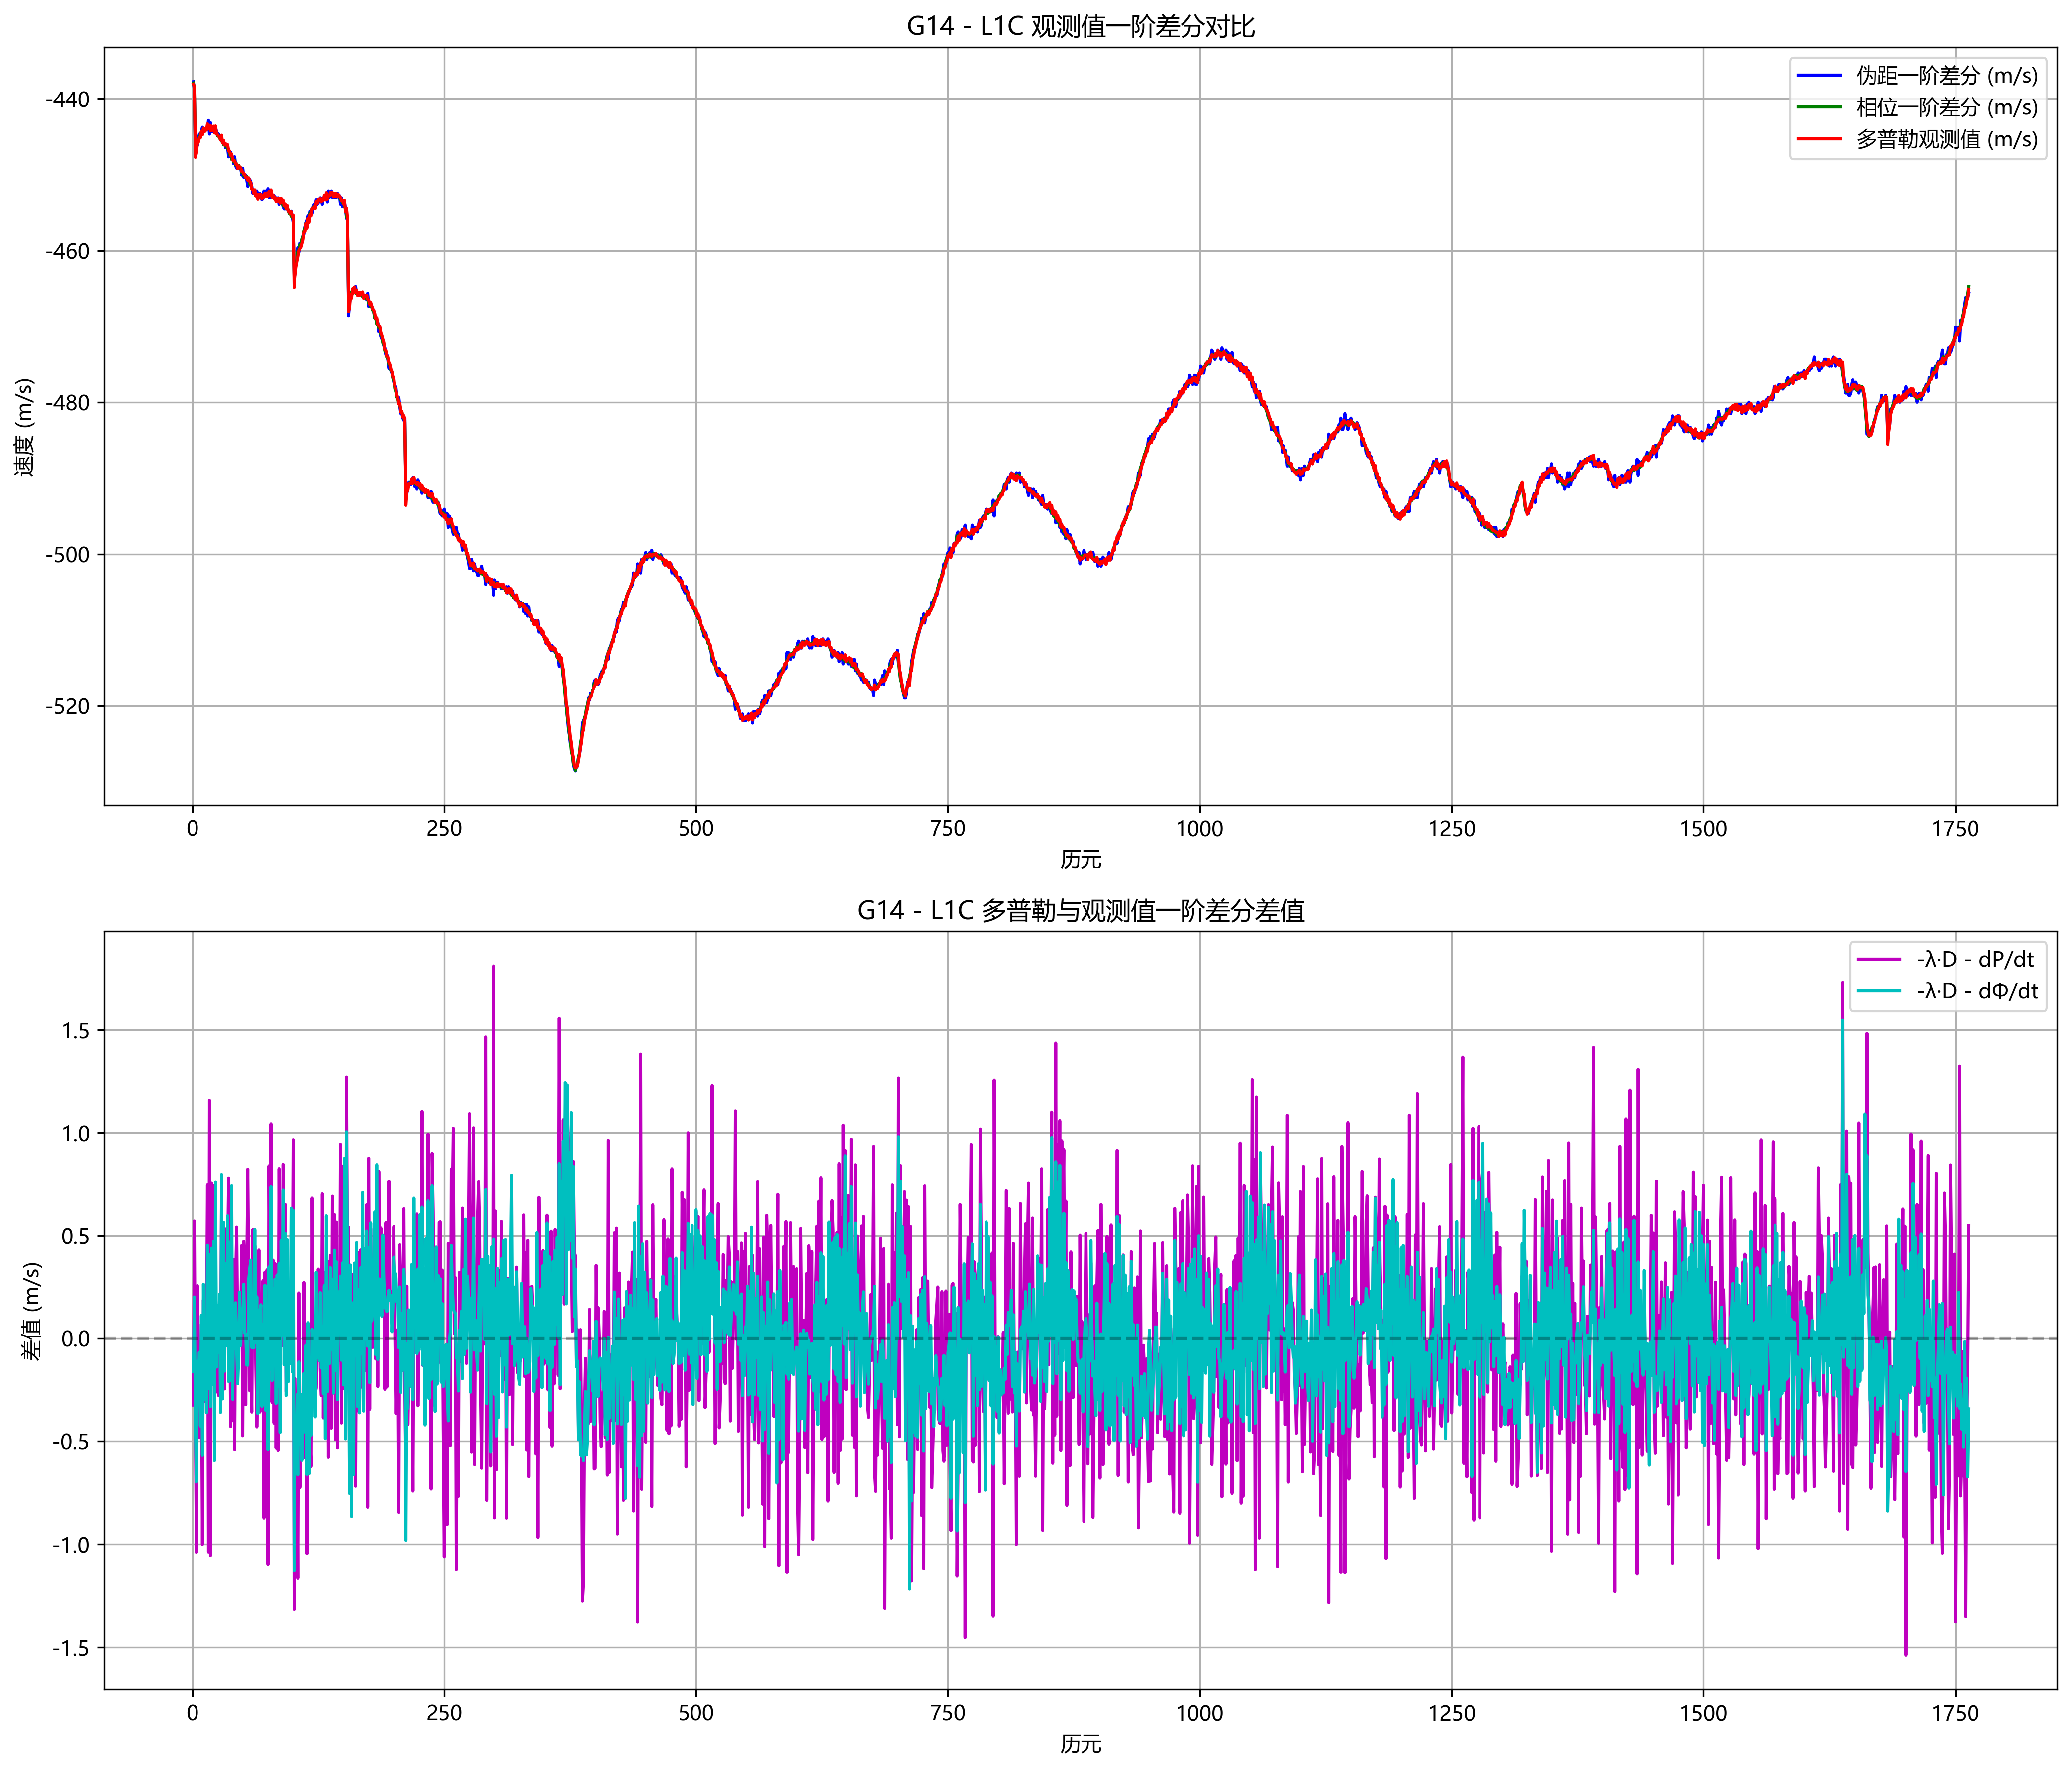 G14 - L1C 观测值一阶差分对比
伪距一阶差分 (m/s)
相位一阶差分 (m/s)
多普勒观测值 (m/s)
速度 (m/s)
-440
-460
-480
-500
-520
0 250 500 750 1000 1250 1500 1750
历元
G14 - L1C 多普勒与观测值一阶差分差值
-λ·D - dP/dt
-λ·D - dΦ/dt
差值 (m/s)
1.5
1.0
0.5
0.0
-0.5
-1.0
-1.5
0 250 500 750 1000 1250 1500 1750
历元